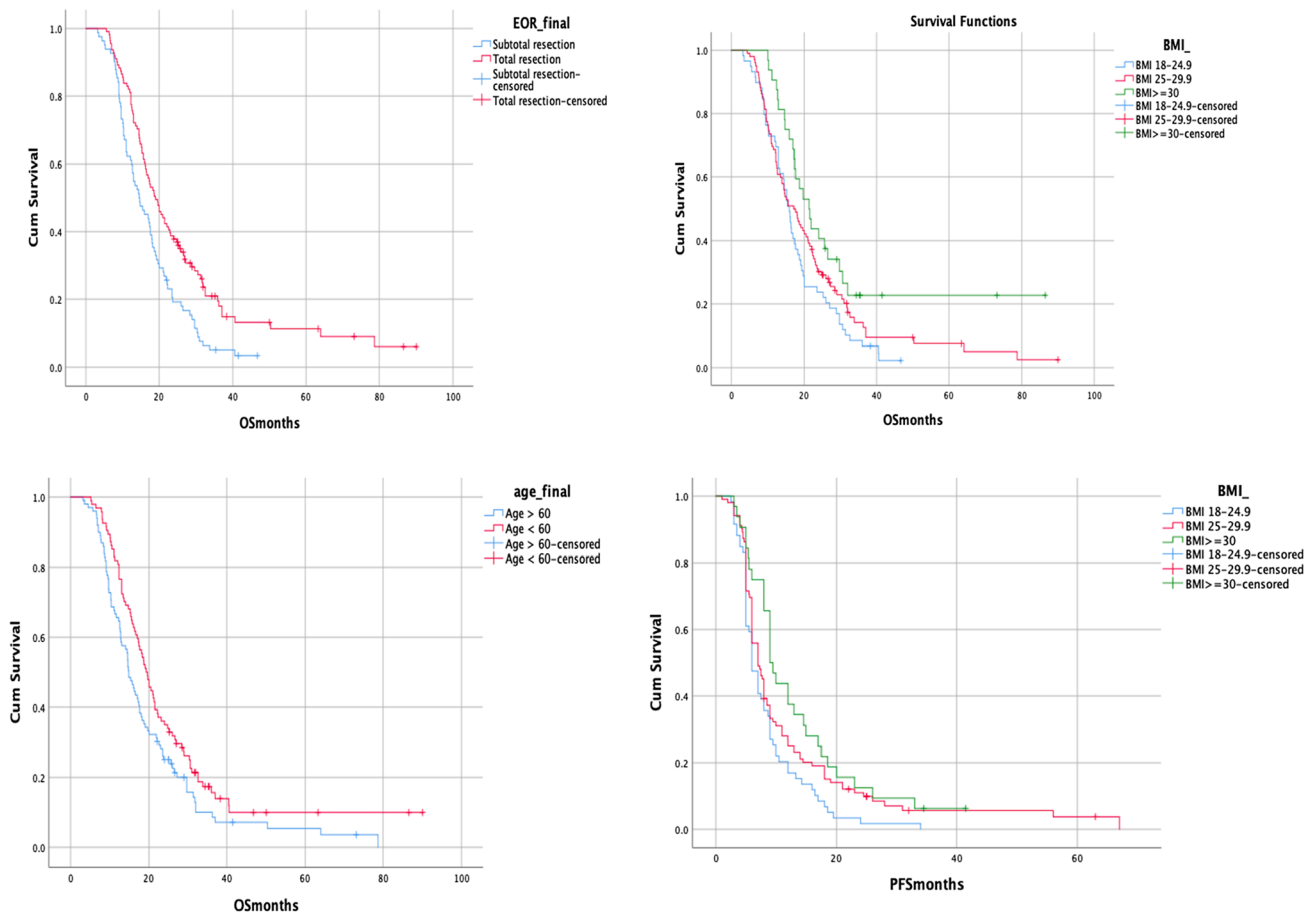 EOR_final
Subtotal resection
Total resection
Subtotal resection-
censored
Total resection-censored
1.0
0.8
0.6
0.4
0.2
0.0
Cum Survival
0 20 40 60 80 100
OSmonths
Survival Functions
BMI_
BMI 18-24.9
BMI 25-29.9
BMI>=30
BMI 18-24.9-censored
BMI 25-29.9-censored
BMI>=30-censored
1.0
0.8
0.6
0.4
0.2
0.0
Cum Survival
0 20 40 60 80 100
OSmonths
age_final
Age > 60
Age < 60
Age > 60-censored
Age < 60-censored
1.0
0.8
0.6
0.4
0.2
0.0
Cum Survival
0 20 40 60 80 100
OSmonths
BMI_
BMI 18-24.9
BMI 25-29.9
BMI>=30
BMI 18-24.9-censored
BMI 25-29.9-censored
BMI>=30-censored
1.0
0.8
0.6
0.4
0.2
0.0
Cum Survival
0 20 40 60
PFSmonths